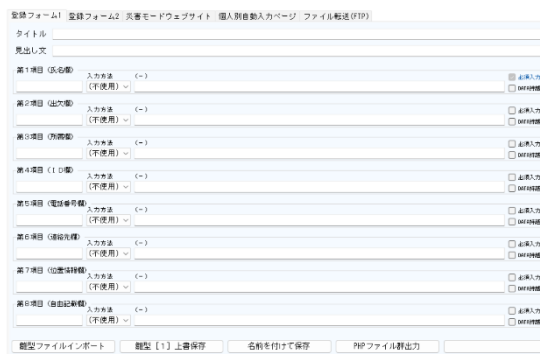 登録フォーム1 登録フォーム2 災害モードウェブサイト 個人別自動入力ページ ファイル転送(FTP)
タイトル
見出し文
第1項目 (氏名欄)
入力方法 (-)
(不使用) 必須入力
DATA待避
第2項目 (出欠欄)
入力方法 (-)
(不使用) 必須入力
第3項目 (所属欄)
入力方法 (-)
(不使用) 必須入力
第4項目 (ID欄)
入力方法 (-)
(不使用) 必須入力
第5項目 (電話番号欄)
入力方法 (-)
(不使用) 必須入力
第6項目 (連絡先欄)
入力方法 (-)
(不使用) 必須入力
第7項目 (位置情報欄)
入力方法 (-)
(不使用) 必須入力
第8項目 (自由記載欄)
入力方法 (-)
(不使用) 必須入力
雛型ファイルインポート 雛型[1]上書保存 名前を付けて保存 PHPファイル群出力